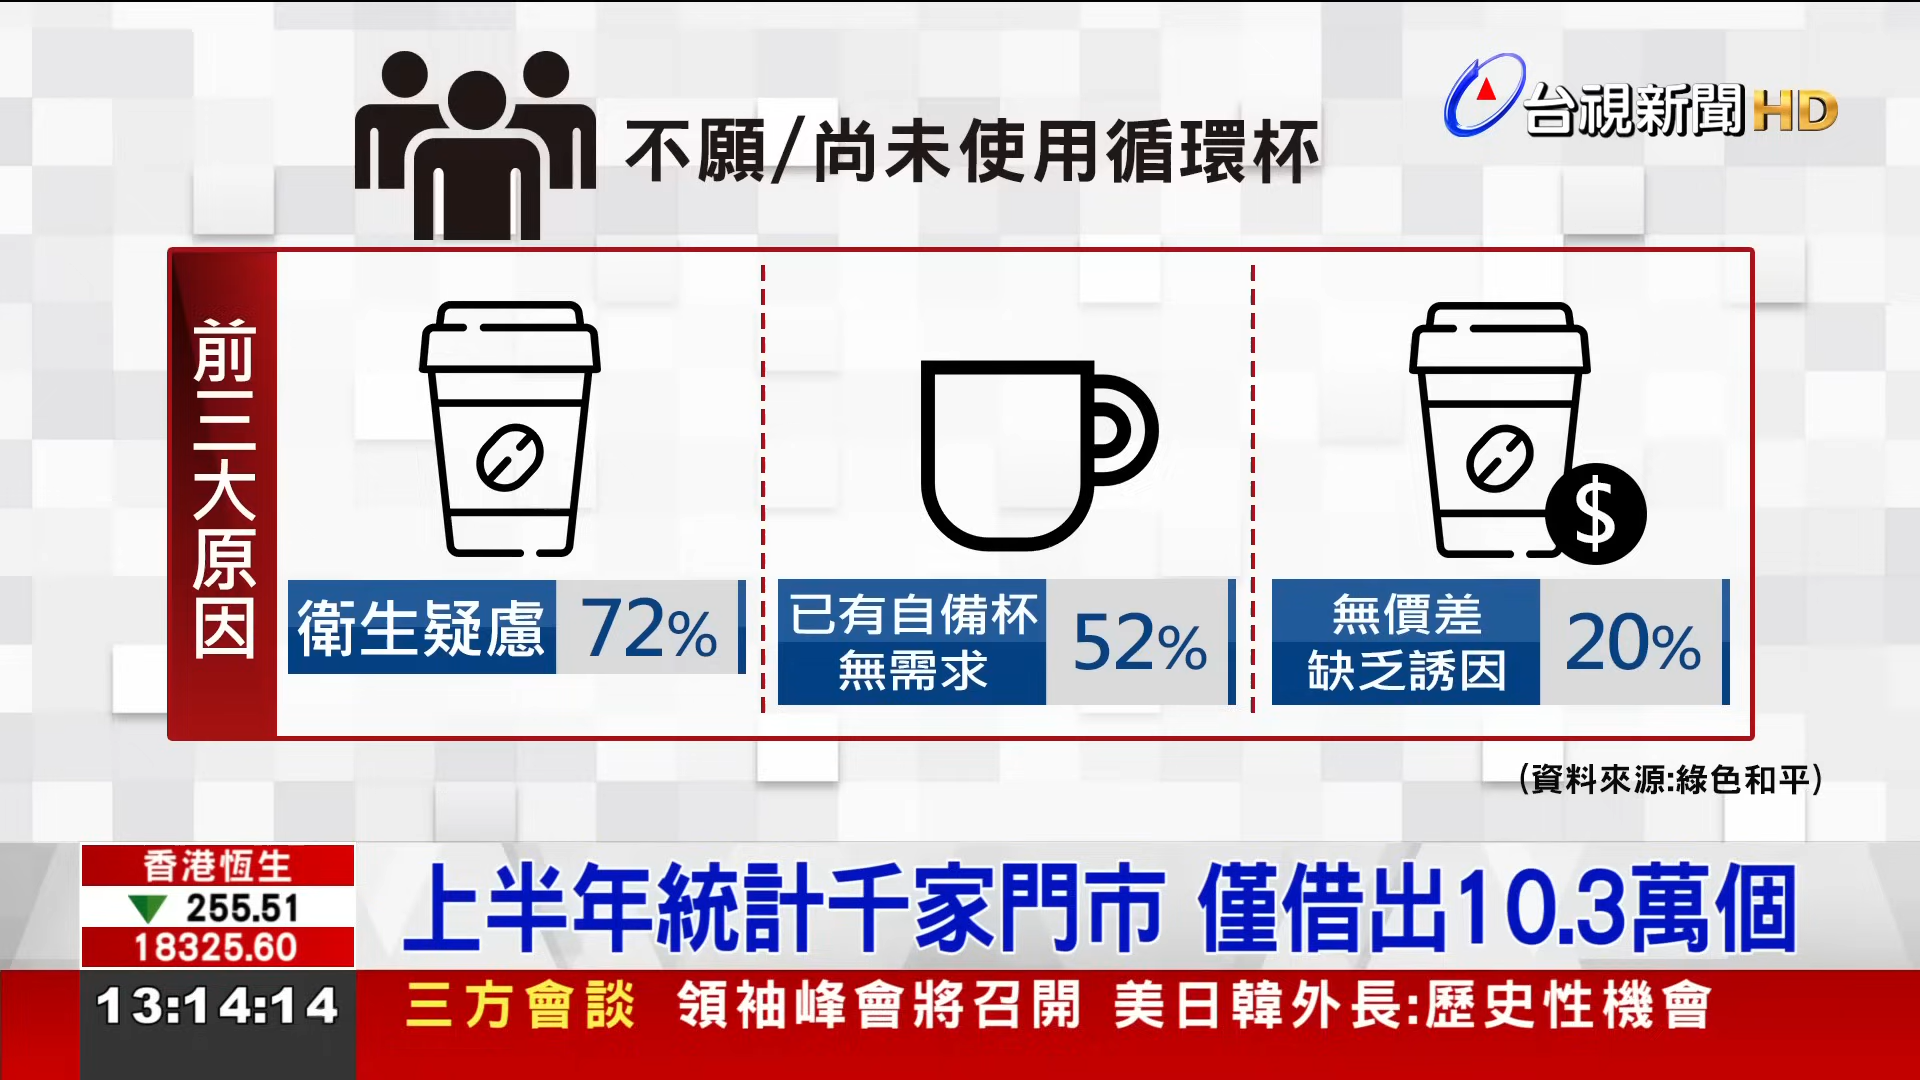 台視新聞HD
不願/尚未使用循環杯
前三大原因
衛生疑慮
72%
已有自備杯
無需求
52%
$
無價差
缺乏誘因
20%
(資料來源:綠色和平)
香港恆生
▼ 255.51
18325.60
上半年統計千家門市 僅借出10.3萬個
13:14:14
三方會談 領袖峰會將召開 美日韓外長:歷史性機會